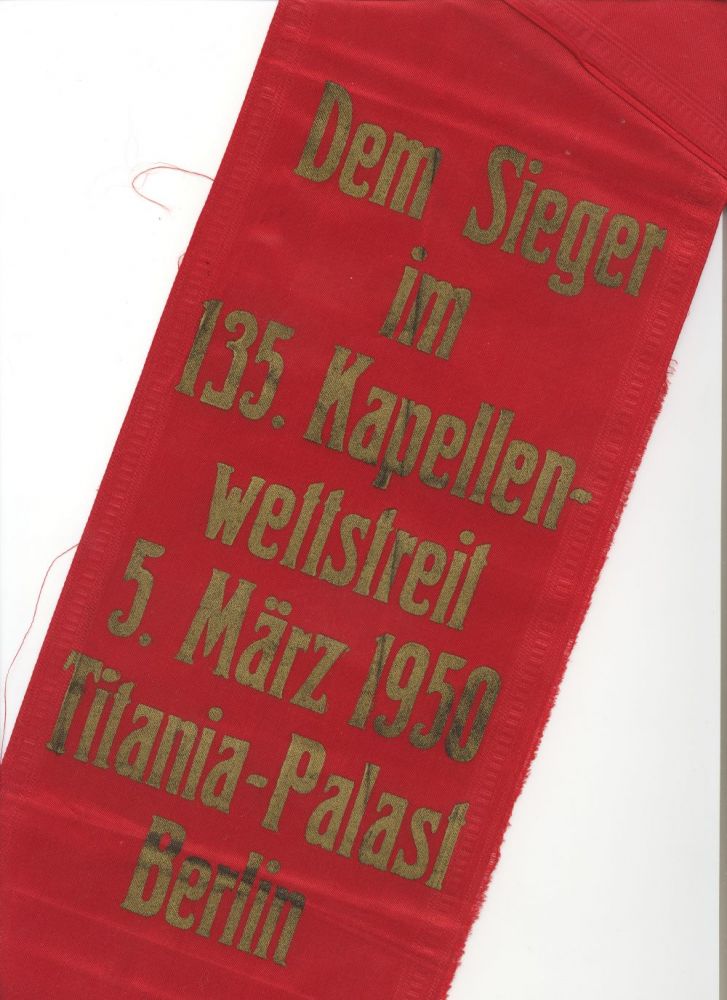 Dem Sieger
im
135. Kapellen-
wettstreit
5. März 1950
Titania-Palast
Berlin